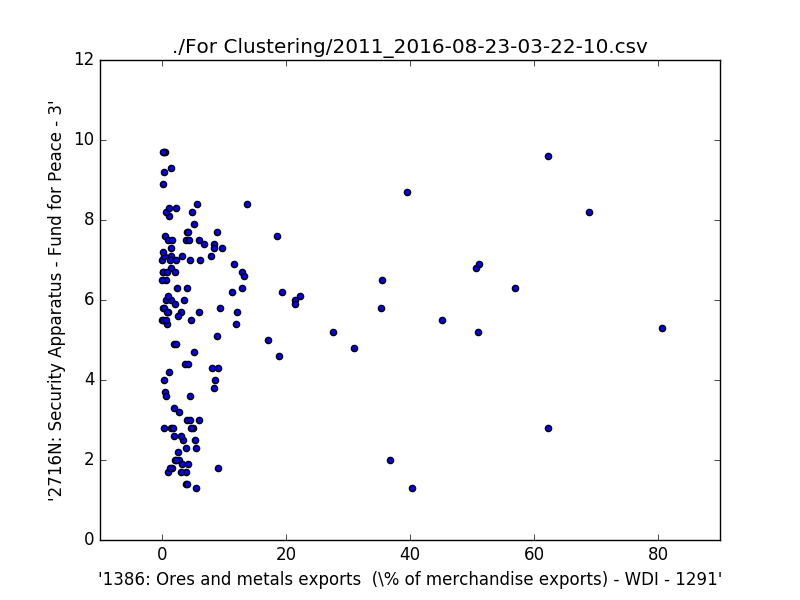 ./For Clustering/2011_2016-08-23-03-22-10.csv
12
10
8
6
4
2
0
'2716N: Security Apparatus - Fund for Peace - 3'
0 20 40 60 80
'1386: Ores and metals exports  (\% of merchandise exports) - WDI - 1291'